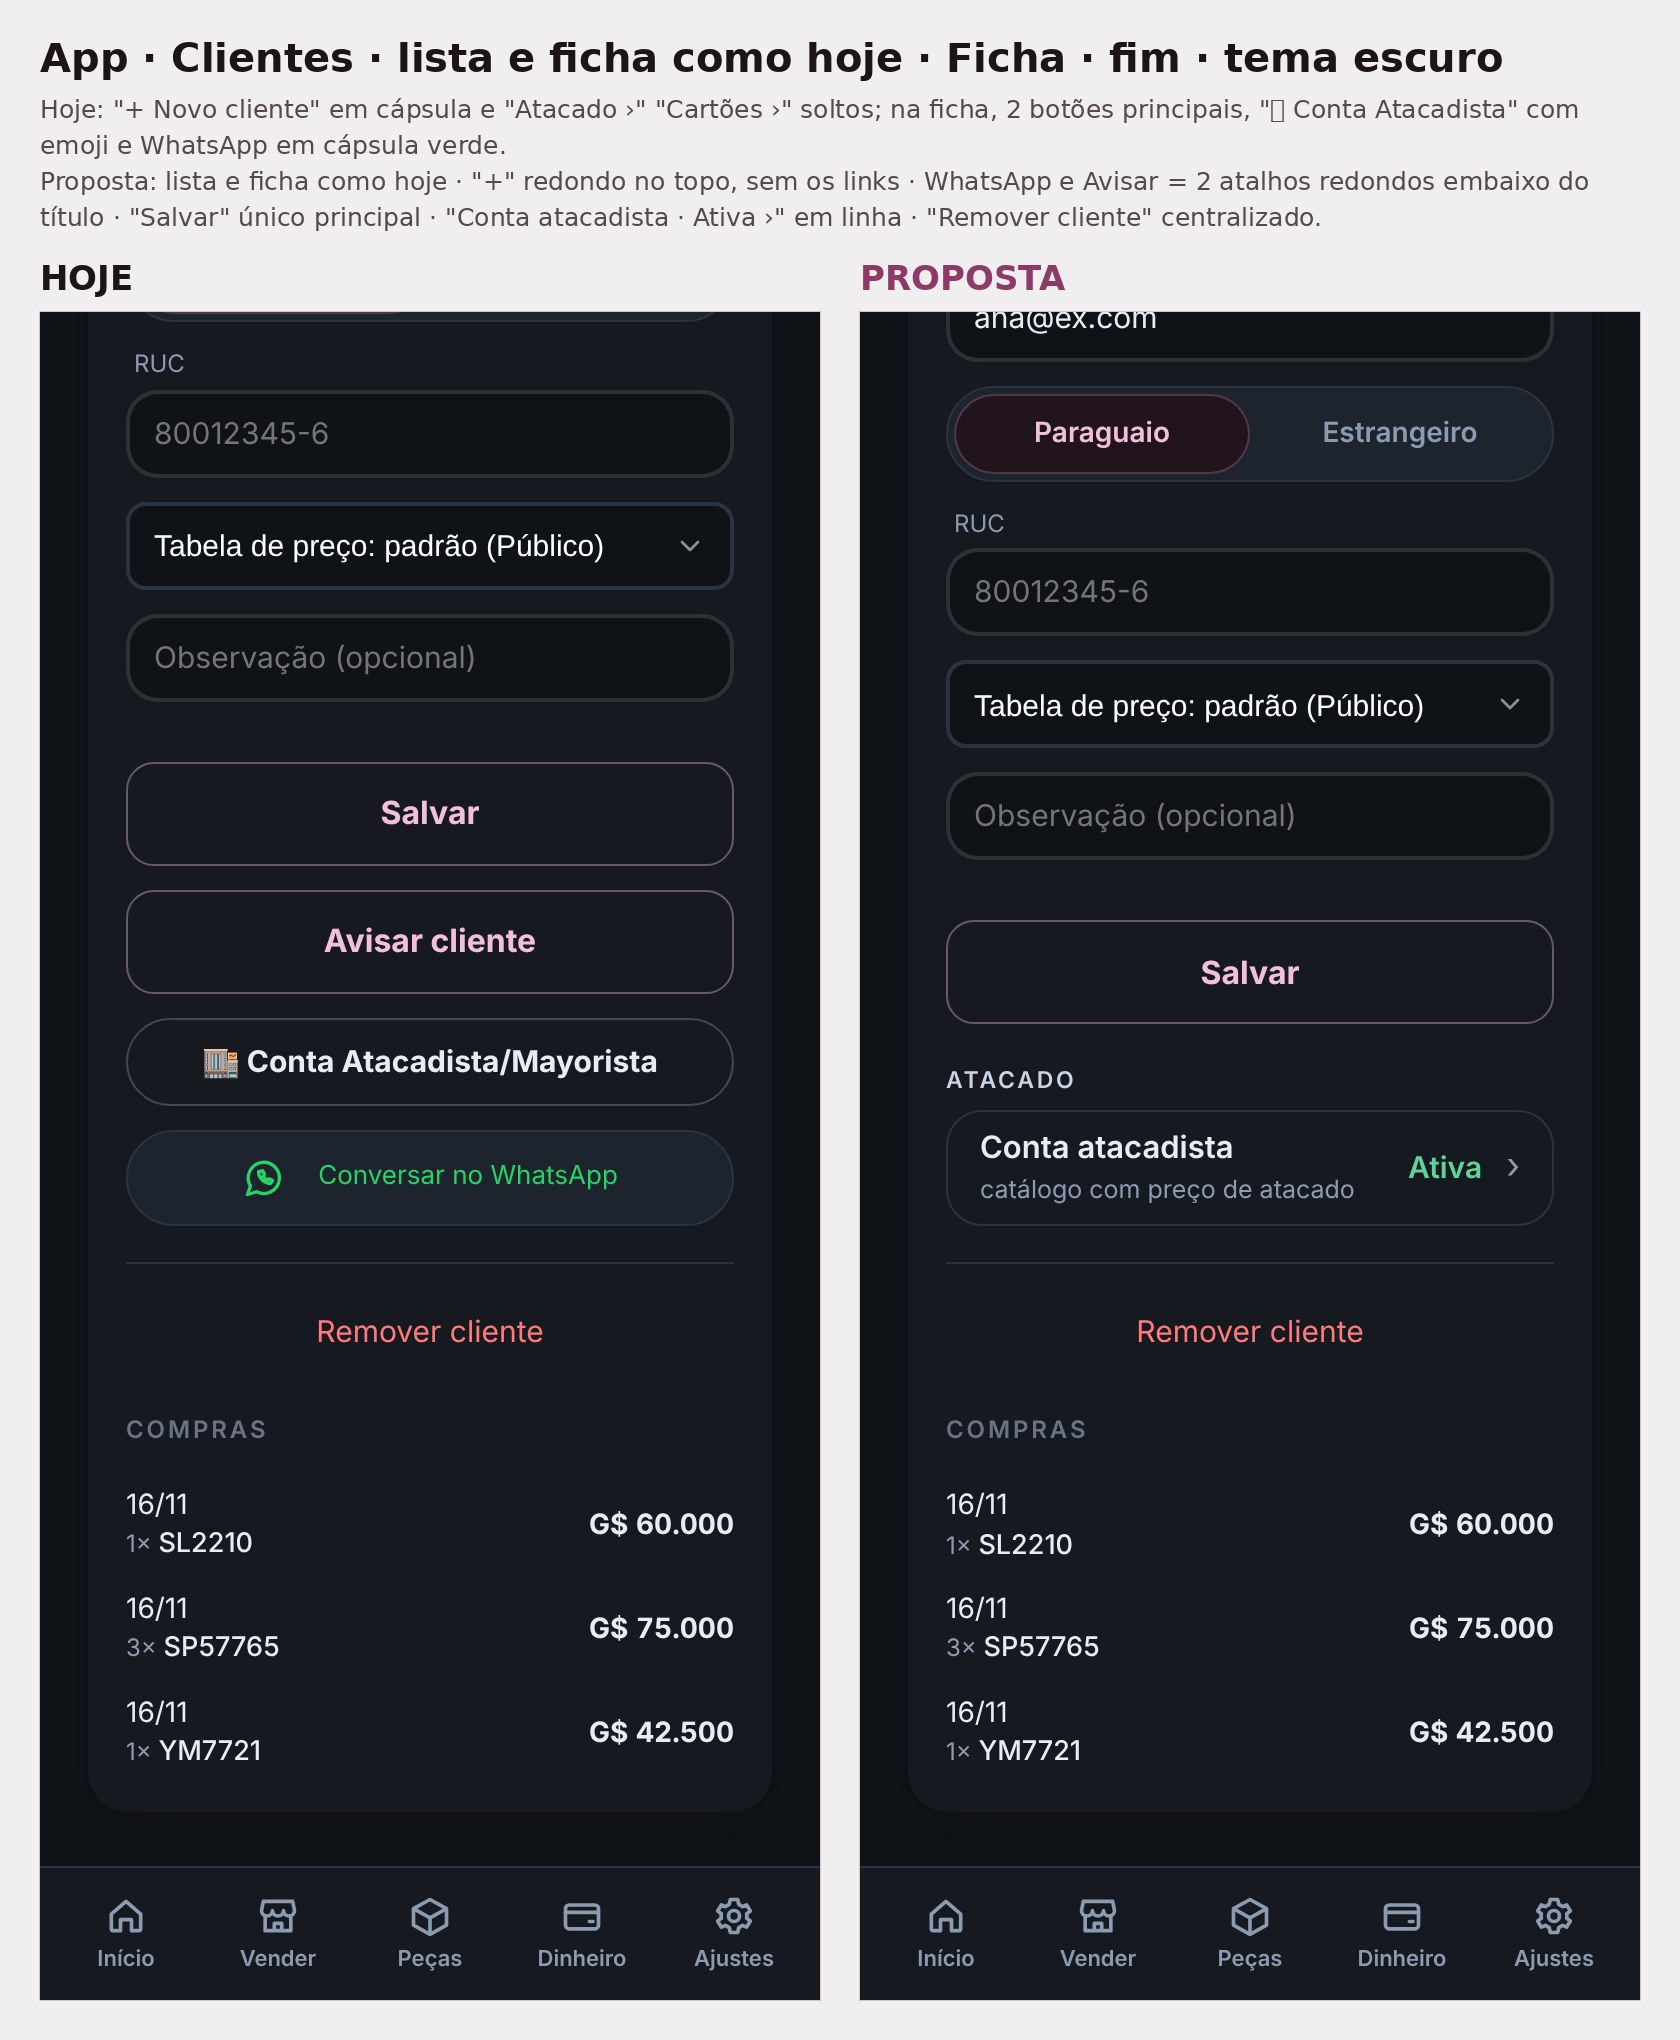 App · Clientes · lista e ficha como hoje · Ficha · fim · tema escuro
Hoje: "+ Novo cliente" em cápsula e "Atacado ›" "Cartões ›" soltos; na ficha, 2 botões principais, "▯ Conta Atacadista" com
emoji e WhatsApp em cápsula verde.
Proposta: lista e ficha como hoje · "+" redondo no topo, sem os links · WhatsApp e Avisar = 2 atalhos redondos embaixo do
título · "Salvar" único principal · "Conta atacadista · Ativa ›" em linha · "Remover cliente" centralizado.
HOJE
RUC
80012345-6
Tabela de preço: padrão (Público)
Observação (opcional)
Salvar
Avisar cliente
🏬 Conta Atacadista/Mayorista
Conversar no WhatsApp
Remover cliente
COMPRAS
16/11
1× SL2210
G$ 60.000
16/11
3× SP57765
G$ 75.000
16/11
1× YM7721
G$ 42.500
Início
Vender
Peças
Dinheiro
Ajustes
PROPOSTA
ana@ex.com
Paraguaio
Estrangeiro
RUC
80012345-6
Tabela de preço: padrão (Público)
Observação (opcional)
Salvar
ATACADO
Conta atacadista
catálogo com preço de atacado
Ativa ›
Remover cliente
COMPRAS
16/11
1× SL2210
G$ 60.000
16/11
3× SP57765
G$ 75.000
16/11
1× YM7721
G$ 42.500
Início
Vender
Peças
Dinheiro
Ajustes